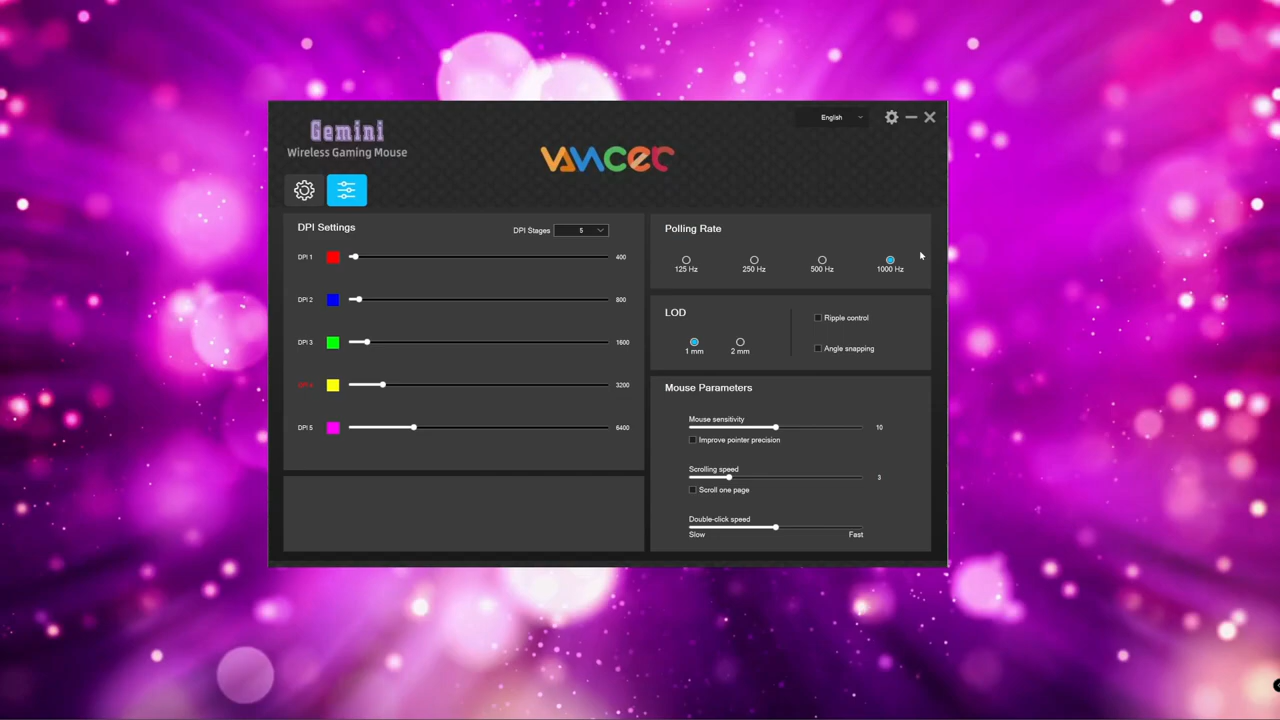 English
Gemini
Wireless Gaming Mouse
VANCER
DPI Settings
DPI Stages 5
DPI 1 400
DPI 2 800
DPI 3 1600
DPI 4 3200
DPI 5 6400
Polling Rate
125 Hz 250 Hz 500 Hz 1000 Hz
LOD
Ripple control
1 mm 2 mm
Angle snapping
Mouse Parameters
Mouse sensitivity
10
Improve pointer precision
Scrolling speed
3
Scroll one page
Double-click speed
Slow Fast